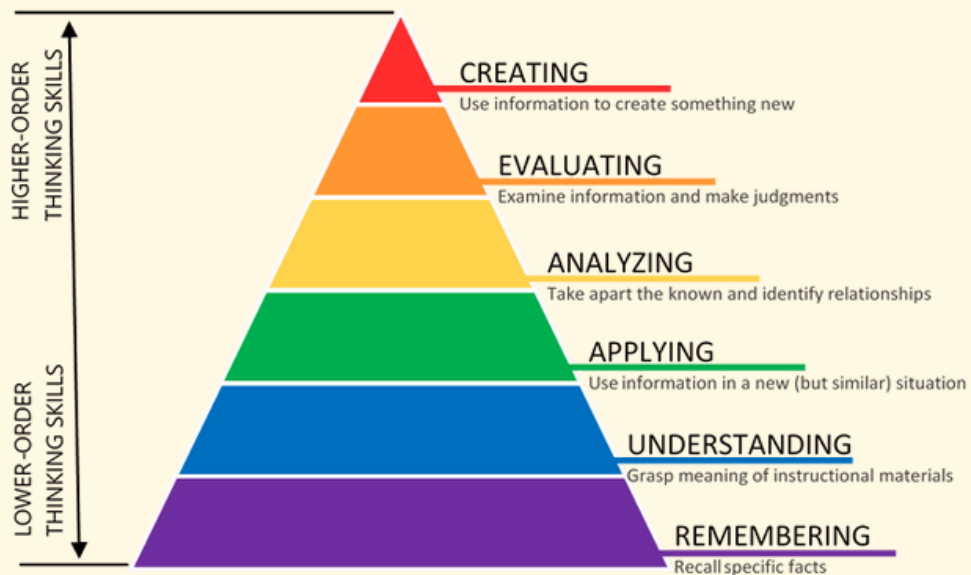 HIGHER-ORDER
THINKING SKILLS
LOWER-ORDER
THINKING SKILLS
CREATING
Use information to create something new
EVALUATING
Examine information and make judgments
ANALYZING
Take apart the known and identify relationships
APPLYING
Use information in a new (but similar) situation
UNDERSTANDING
Grasp meaning of instructional materials
REMEMBERING
Recall specific facts